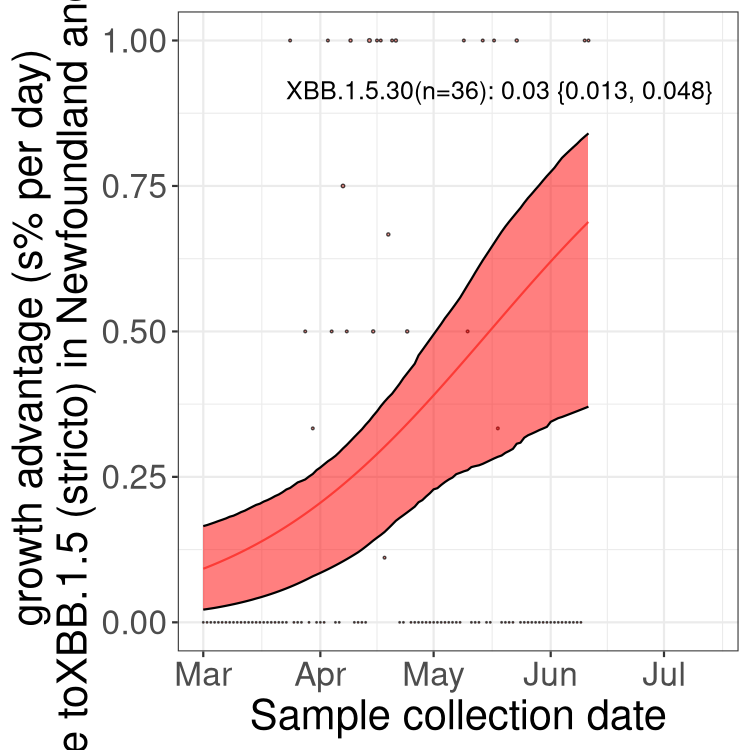 growth advantage (s% per day)
toXBB.1.5 (stricto) in Newfoundland
1.00
0.75
0.50
0.25
0.00
XBB.1.5.30(n=36): 0.03 {0.013, 0.048}
Mar Apr May Jun Jul
Sample collection date